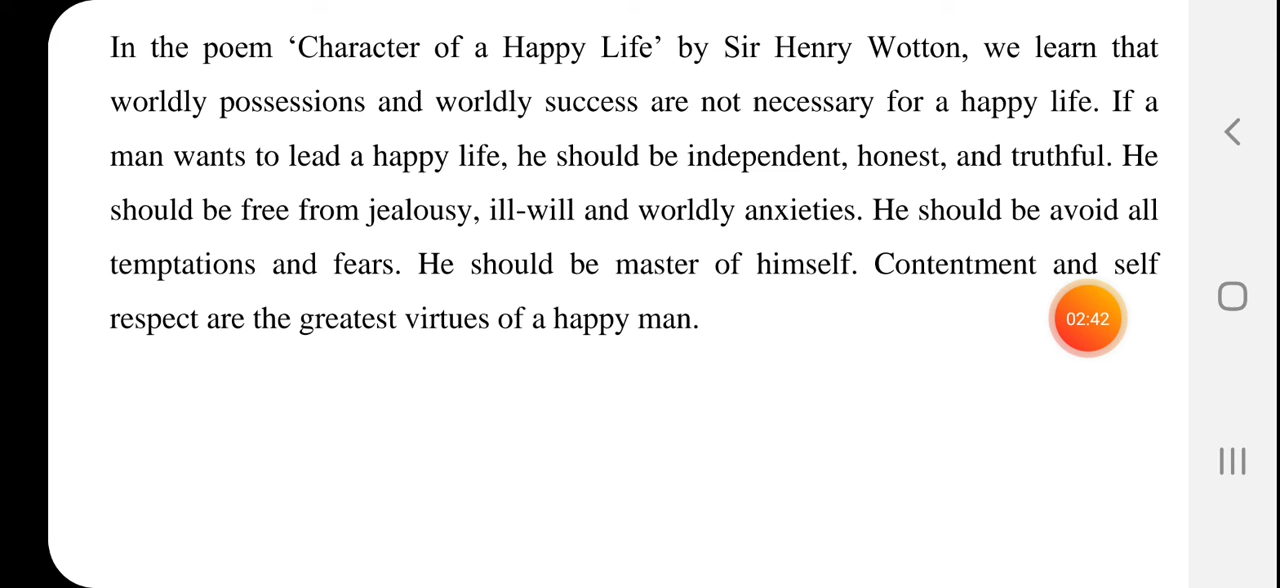 In the poem ‘Character of a Happy Life’ by Sir Henry Wotton, we learn that
worldly possessions and worldly success are not necessary for a happy life. If a
man wants to lead a happy life, he should be independent, honest, and truthful. He
should be free from jealousy, ill-will and worldly anxieties. He should be avoid all
temptations and fears. He should be master of himself. Contentment and self
respect are the greatest virtues of a happy man.
02:42